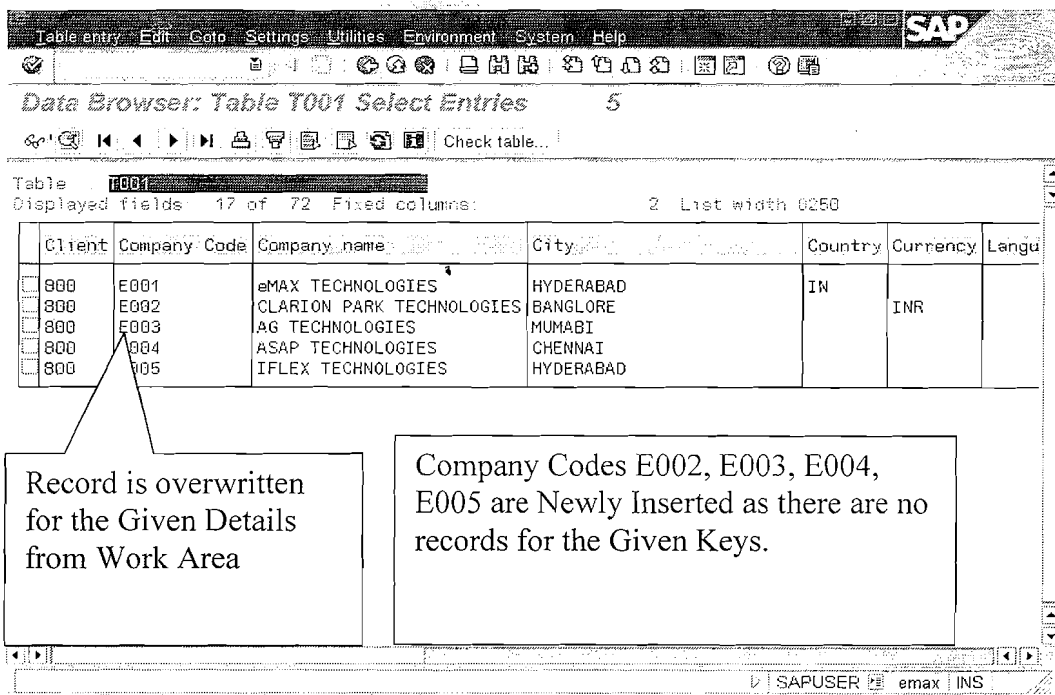 Table entry Edit Goto Settings Utilities Environment System Help
SAP
Data Browser: Table T001 Select Entries 5
Check table...
Table : T001
Displayed fields: 17 of 72 Fixed columns: 2 List width 0250
Client Company Code Company name City Country Currency Langu
800 E001 eMAX TECHNOLOGIES HYDERABAD IN
800 E002 CLARION PARK TECHNOLOGIES BANGLORE INR
800 E003 AG TECHNOLOGIES MUMABI
800 004 ASAP TECHNOLOGIES CHENNAI
800 005 IFLEX TECHNOLOGIES HYDERABAD
Record is overwritten
for the Given Details
from Work Area
Company Codes E002, E003, E004,
E005 are Newly Inserted as there are no
records for the Given Keys.
SAPUSER emax INS